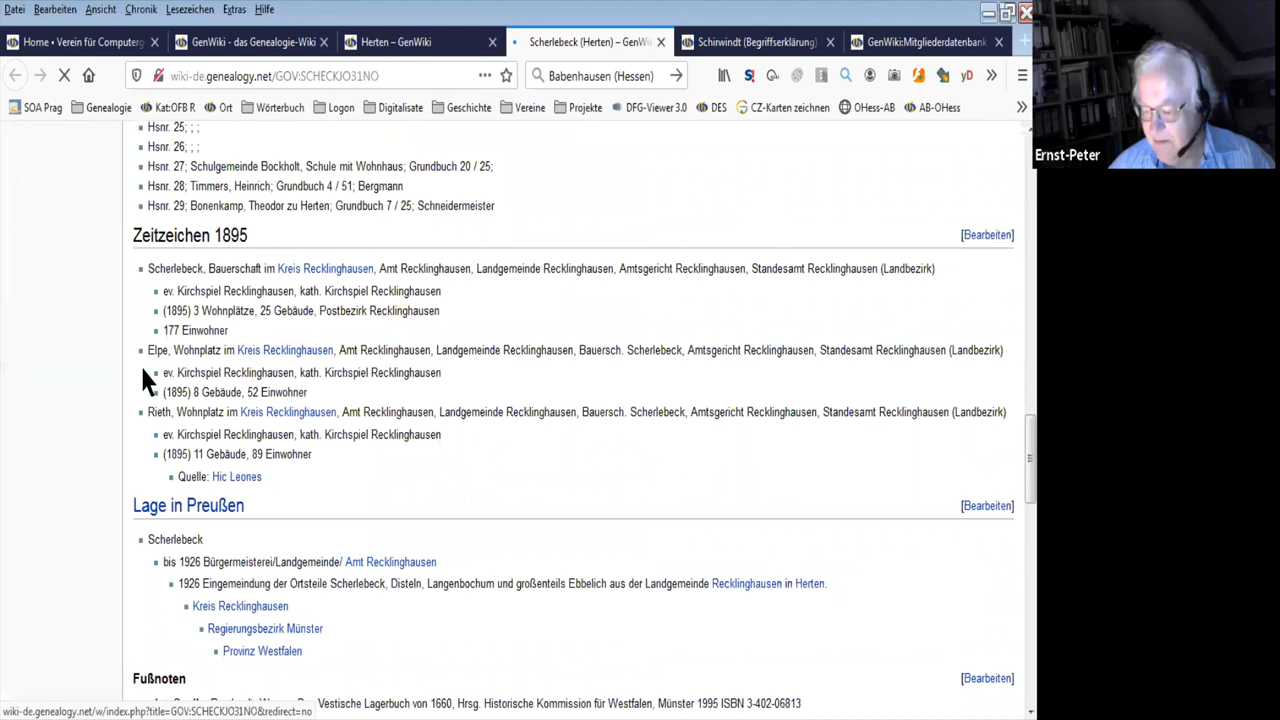 Datei Bearbeiten Ansicht Chronik Lesezeichen Extras Hilfe
Home • Verein für Computerg
GenWiki - das Genealogie-Wiki
Herten – GenWiki
Scherlebeck (Herten) – GenWi
Schirwindt (Begriffserklärung)
GenWiki:Mitgliederdatenbank
wiki-de.genealogy.net/GOV:SCHECKJO31NO
Babenhausen (Hessen)
SOA Prag Genealogie Kat:OFB R Ort Wörterbuch Logon Digitalisate Geschichte Vereine Projekte DFG-Viewer 3.0 DES CZ-Karten zeichnen OHess-AB AB-OHess
Hsnr. 25; ; ;
Hsnr. 26; ; ;
Hsnr. 27; Schulgemeinde Bockholt, Schule mit Wohnhaus; Grundbuch 20 / 25;
Hsnr. 28; Timmers, Heinrich; Grundbuch 4 / 51; Bergmann
Hsnr. 29; Bonenkamp, Theodor zu Herten; Grundbuch 7 / 25; Schneidermeister
Zeitzeichen 1895 [Bearbeiten]
Scherlebeck, Bauerschaft im Kreis Recklinghausen, Amt Recklinghausen, Landgemeinde Recklinghausen, Amtsgericht Recklinghausen, Standesamt Recklinghausen (Landbezirk)
ev. Kirchspiel Recklinghausen, kath. Kirchspiel Recklinghausen
(1895) 3 Wohnplätze, 25 Gebäude, Postbezirk Recklinghausen
177 Einwohner
Elpe, Wohnplatz im Kreis Recklinghausen, Amt Recklinghausen, Landgemeinde Recklinghausen, Bauersch. Scherlebeck, Amtsgericht Recklinghausen, Standesamt Recklinghausen (Landbezirk)
ev. Kirchspiel Recklinghausen, kath. Kirchspiel Recklinghausen
(1895) 8 Gebäude, 52 Einwohner
Rieth, Wohnplatz im Kreis Recklinghausen, Amt Recklinghausen, Landgemeinde Recklinghausen, Bauersch. Scherlebeck, Amtsgericht Recklinghausen, Standesamt Recklinghausen (Landbezirk)
ev. Kirchspiel Recklinghausen, kath. Kirchspiel Recklinghausen
(1895) 11 Gebäude, 89 Einwohner
Quelle: Hic Leones
Lage in Preußen [Bearbeiten]
Scherlebeck
bis 1926 Bürgermeisterei/Landgemeinde/ Amt Recklinghausen
1926 Eingemeindung der Ortsteile Scherlebeck, Disteln, Langenbochum und großenteils Ebbelich aus der Landgemeinde Recklinghausen in Herten.
Kreis Recklinghausen
Regierungsbezirk Münster
Provinz Westfalen
Fußnoten [Bearbeiten]
Vestische Lagerbuch von 1660, Hrsg. Historische Kommission für Westfalen, Münster 1995 ISBN 3-402-06813
wiki-de.genealogy.net/w/index.php?title=GOV:SCHECKJO31NO&redirect=no
Ernst-Peter